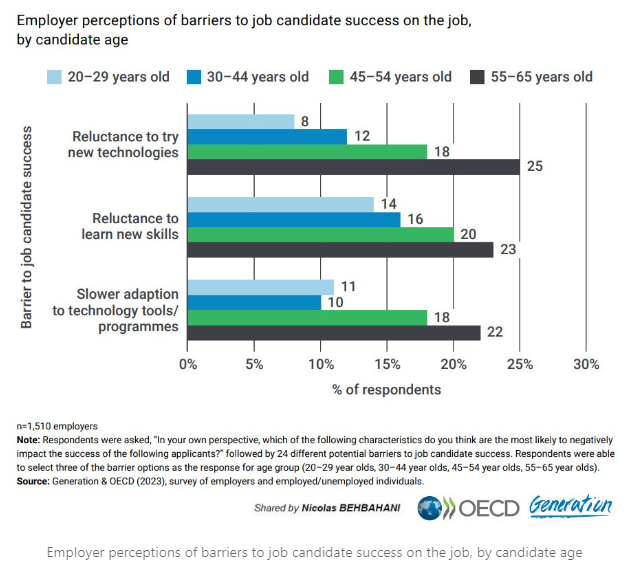 Employer perceptions of barriers to job candidate success on the job,
by candidate age
20–29 years old 30–44 years old 45–54 years old 55–65 years old
Barrier to job candidate success
Reluctance to try
new technologies
8
12
18
25
Reluctance to
learn new skills
14
16
20
23
Slower adaption
to technology tools/
programmes
11
10
18
22
0% 5% 10% 15% 20% 25% 30%
% of respondents
n=1,510 employers
Note: Respondents were asked, “In your own perspective, which of the following characteristics do you think are the most likely to negatively
impact the success of the following applicants?” followed by 24 different potential barriers to job candidate success. Respondents were able
to select three of the barrier options as the response for age group (20–29 year olds, 30–44 year olds, 45–54 year olds, 55–65 year olds).
Source: Generation & OECD (2023), survey of employers and employed/unemployed individuals.
Shared by Nicolas BEHBAHANI
OECD
Generation
Employer perceptions of barriers to job candidate success on the job, by candidate age